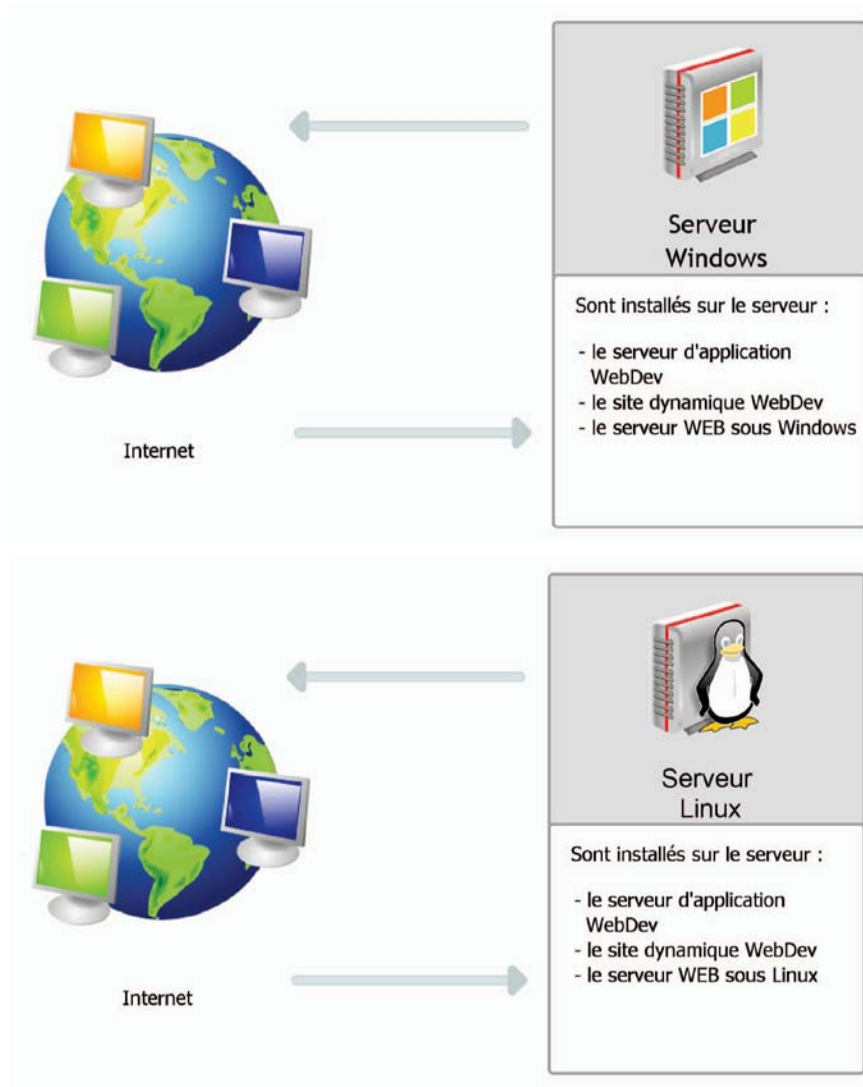 Serveur
Windows
Sont installés sur le serveur :
- le serveur d'application
WebDev
- le site dynamique WebDev
- le serveur WEB sous Windows
Internet
Serveur
Linux
Sont installés sur le serveur :
- le serveur d'application
WebDev
- le site dynamique WebDev
- le serveur WEB sous Linux
Internet